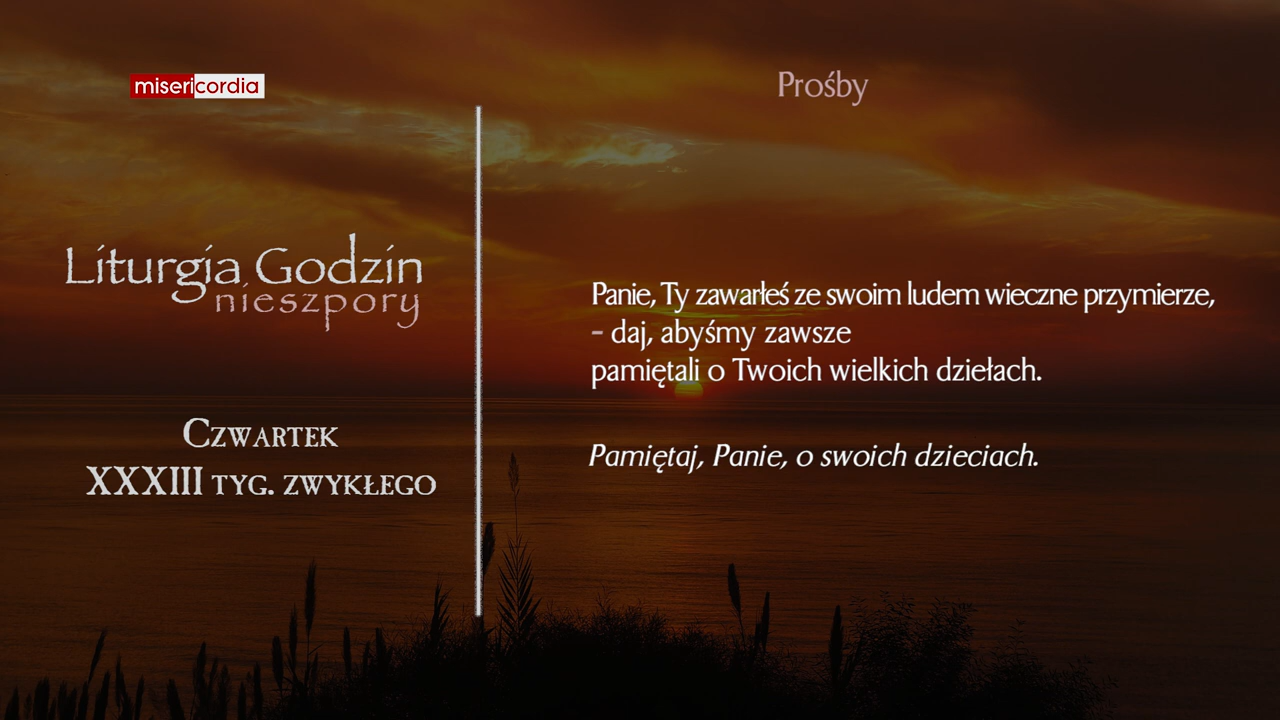 misericordia
Prośby
Liturgia Godzin
nieszpory
Panie, Ty zawarłeś ze swoim ludem wieczne przymierze,
– daj, abyśmy zawsze
pamiętali o Twoich wielkich dziełach.
Czwartek
XXXIII tyg. zwykłego
Pamiętaj, Panie, o swoich dzieciach.